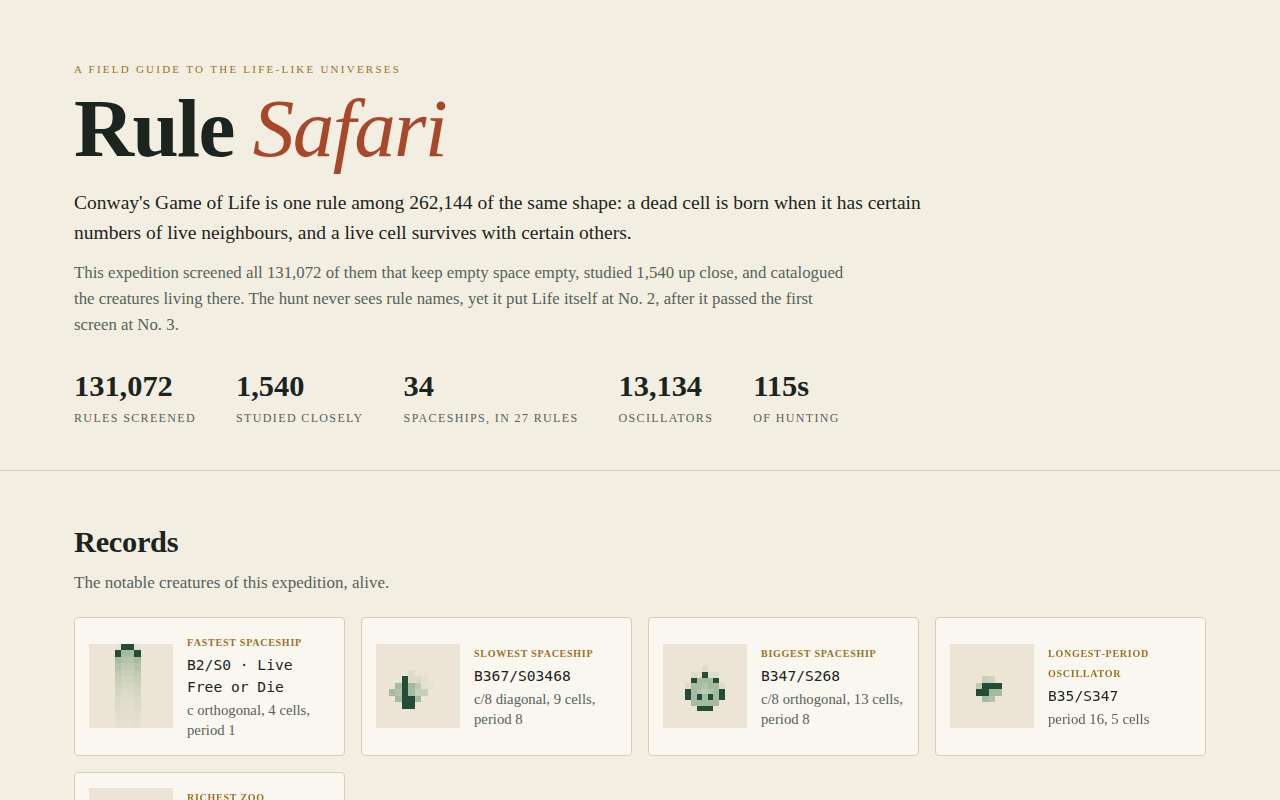 A FIELD GUIDE TO THE LIFE-LIKE UNIVERSES
Rule Safari
Conway's Game of Life is one rule among 262,144 of the same shape: a dead cell is born when it has certain
numbers of live neighbours, and a live cell survives with certain others.
This expedition screened all 131,072 of them that keep empty space empty, studied 1,540 up close, and catalogued
the creatures living there. The hunt never sees rule names, yet it put Life itself at No. 2, after it passed the first
screen at No. 3.
131,072
RULES SCREENED
1,540
STUDIED CLOSELY
34
SPACESHIPS, IN 27 RULES
13,134
OSCILLATORS
115s
OF HUNTING
Records
The notable creatures of this expedition, alive.
FASTEST SPACESHIP
B2/S0 · Live
Free or Die
c orthogonal, 4 cells,
period 1
SLOWEST SPACESHIP
B367/S03468
c/8 diagonal, 9 cells,
period 8
BIGGEST SPACESHIP
B347/S268
c/8 orthogonal, 13 cells,
period 8
LONGEST-PERIOD
OSCILLATOR
B35/S347
period 16, 5 cells
RICHEST ZOO